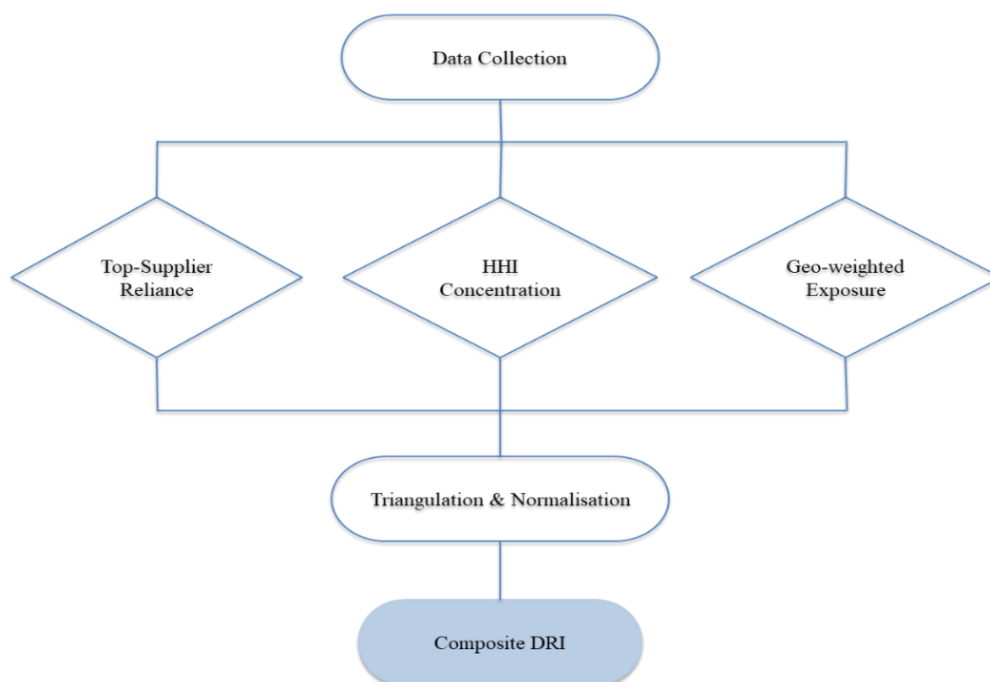 Data Collection
Top-Supplier
Reliance
HHI
Concentration
Geo-weighted
Exposure
Triangulation & Normalisation
Composite DRI